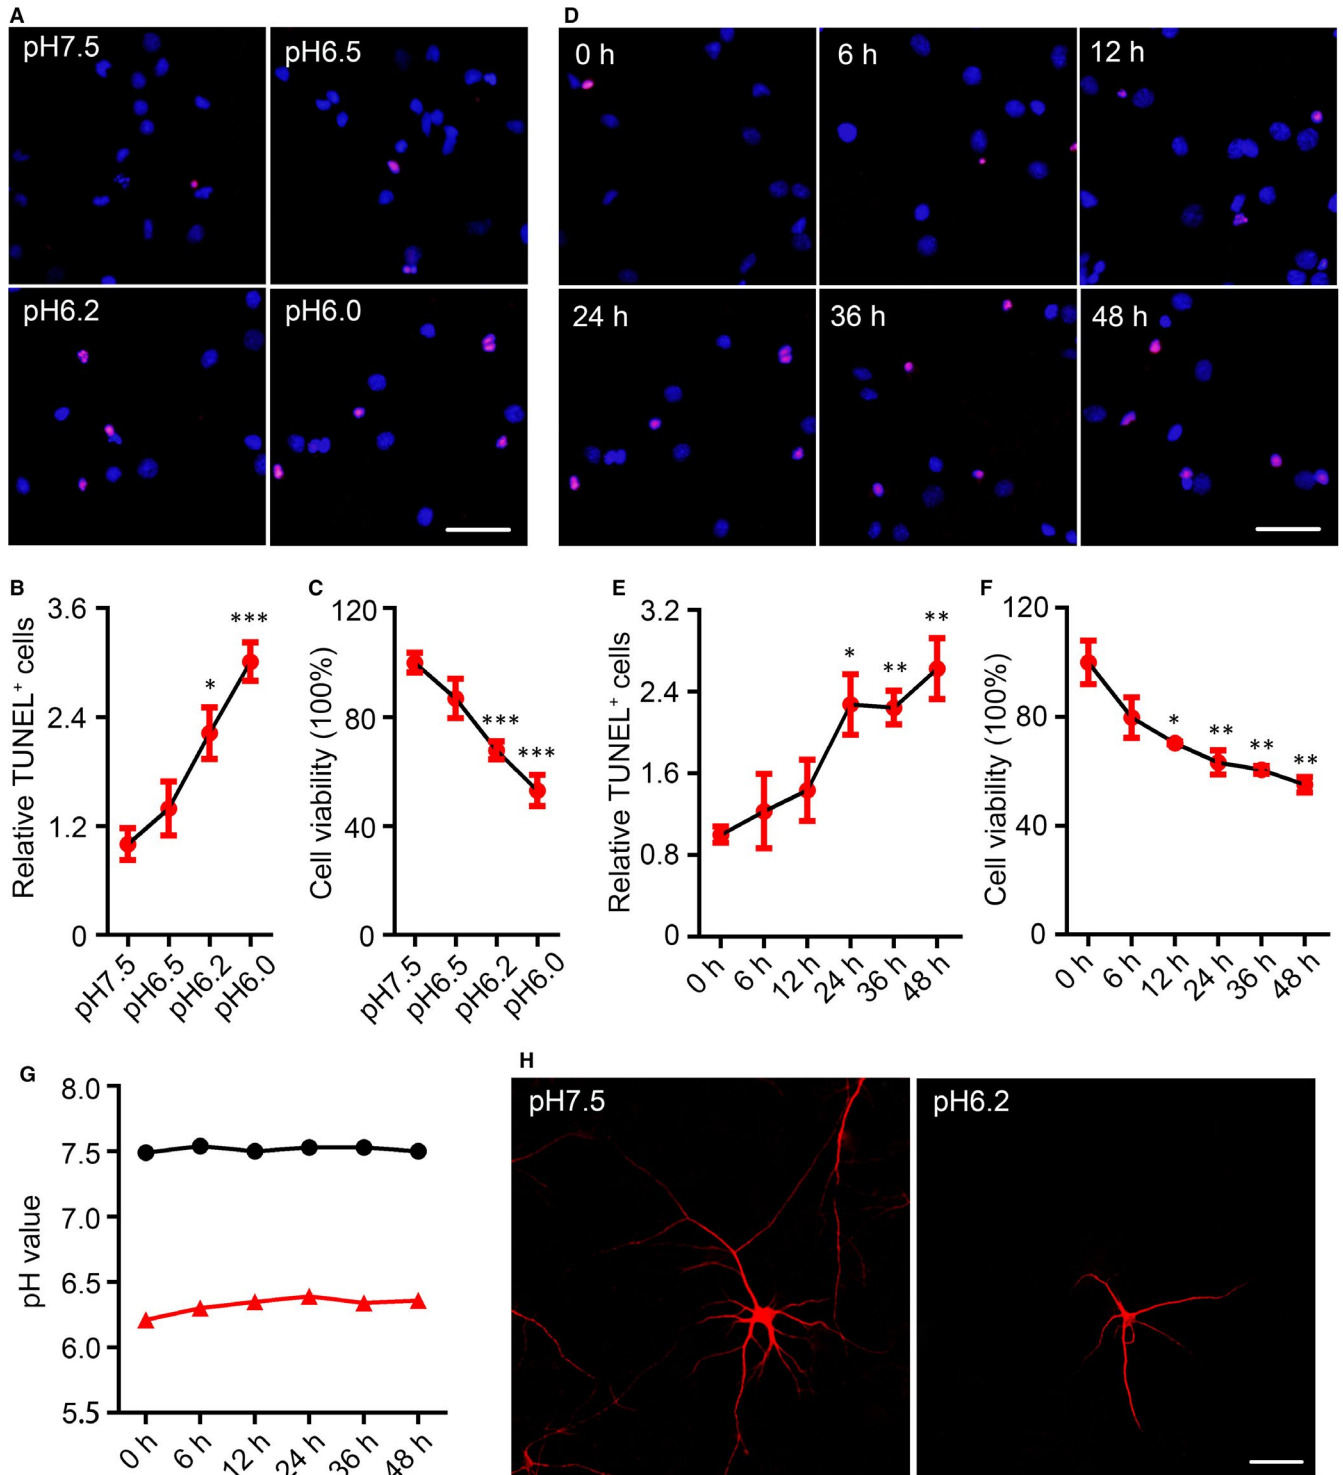 A
pH7.5
pH6.5
pH6.2
pH6.0
D
0 h
6 h
12 h
24 h
36 h
48 h
B
Relative TUNEL+ cells
3.6
2.4
1.2
0
*
***
pH7.5
pH6.5
pH6.2
pH6.0
C
Cell viability (100%)
120
80
40
0
***
***
pH7.5
pH6.5
pH6.2
pH6.0
E
Relative TUNEL+ cells
3.2
2.4
1.6
0.8
0
*
**
**
0 h
6 h
12 h
24 h
36 h
48 h
F
Cell viability (100%)
120
80
40
0
*
**
**
**
0 h
6 h
12 h
24 h
36 h
48 h
G
pH value
8.0
7.5
7.0
6.5
6.0
5.5
0 h
6 h
12 h
24 h
36 h
48 h
H
pH7.5
pH6.2